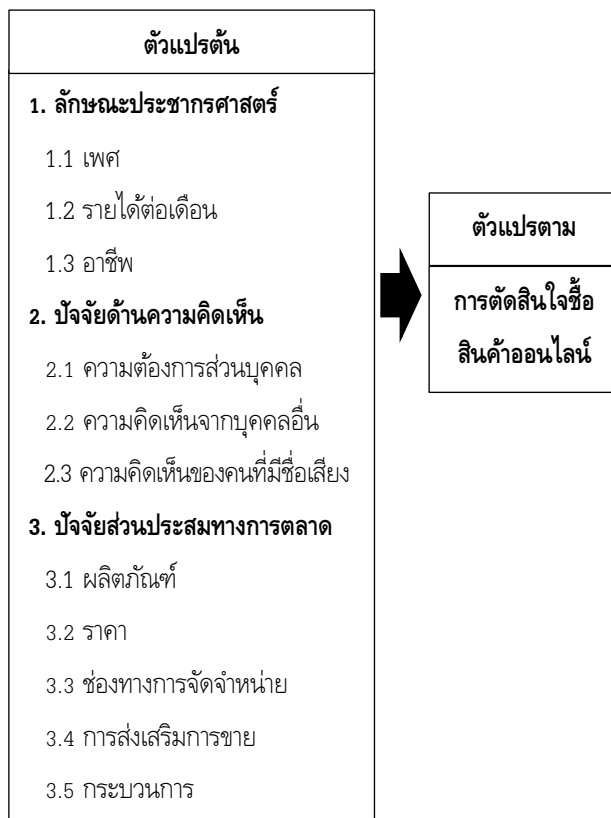 ตัวแปรต้น
1. ลักษณะประชากรศาสตร์
1.1 เพศ
1.2 รายได้ต่อเดือน
1.3 อาชีพ
2. ปัจจัยด้านความคิดเห็น
2.1 ความต้องการส่วนบุคคล
2.2 ความคิดเห็นจากบุคคลอื่น
2.3 ความคิดเห็นของคนที่มีชื่อเสียง
3. ปัจจัยส่วนประสมทางการตลาด
3.1 ผลิตภัณฑ์
3.2 ราคา
3.3 ช่องทางการจัดจำหน่าย
3.4 การส่งเสริมการขาย
3.5 กระบวนการ
ตัวแปรตาม
การตัดสินใจซื้อ
สินค้าออนไลน์